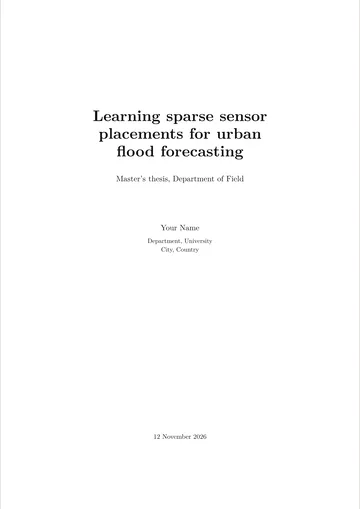 Learning sparse sensor
placements for urban
flood forecasting
Master's thesis, Department of Field
Your Name
Department, University
City, Country
12 November 2026